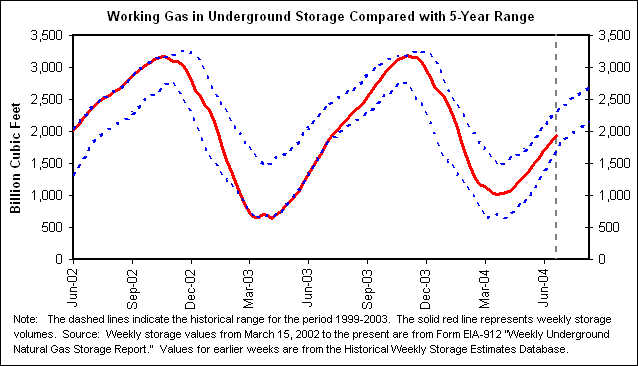 Working Gas in Underground Storage Compared with 5-Year Range
Billion Cubic Feet
3,500
3,000
2,500
2,000
1,500
1,000
500
0
3,500
3,000
2,500
2,000
1,500
1,000
500
0
Jun-02
Sep-02
Dec-02
Mar-03
Jun-03
Sep-03
Dec-03
Mar-04
Jun-04
Note: The dashed lines indicate the historical range for the period 1999-2003. The solid red line represents weekly storage
volumes. Source: Weekly storage values from March 15, 2002 to the present are from Form EIA-912 "Weekly Underground
Natural Gas Storage Report." Values for earlier weeks are from the Historical Weekly Storage Estimates Database.